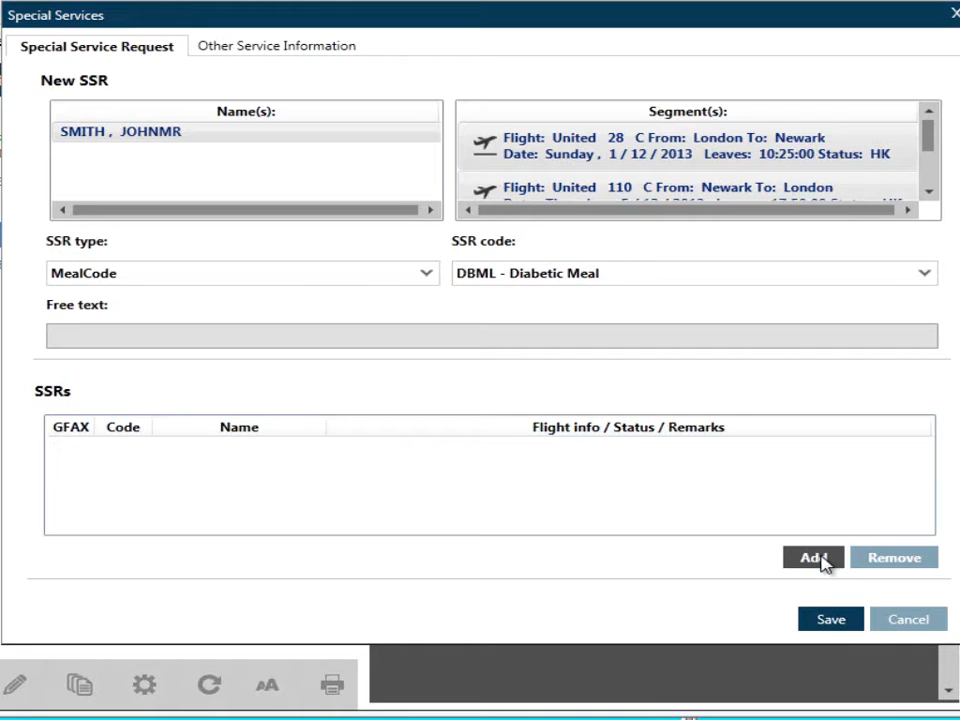 Special Services
Special Service Request
Other Service Information
New SSR
Name(s):
SMITH , JOHNMR
Segment(s):
Flight: United 28 C From: London To: Newark
Date: Sunday , 1 / 12 / 2013 Leaves: 10:25:00 Status: HK
Flight: United 110 C From: Newark To: London
SSR type:
SSR code:
MealCode
DBML - Diabetic Meal
Free text:
SSRs
GFAX Code Name Flight info / Status / Remarks
Add
Remove
Save
Cancel
AA